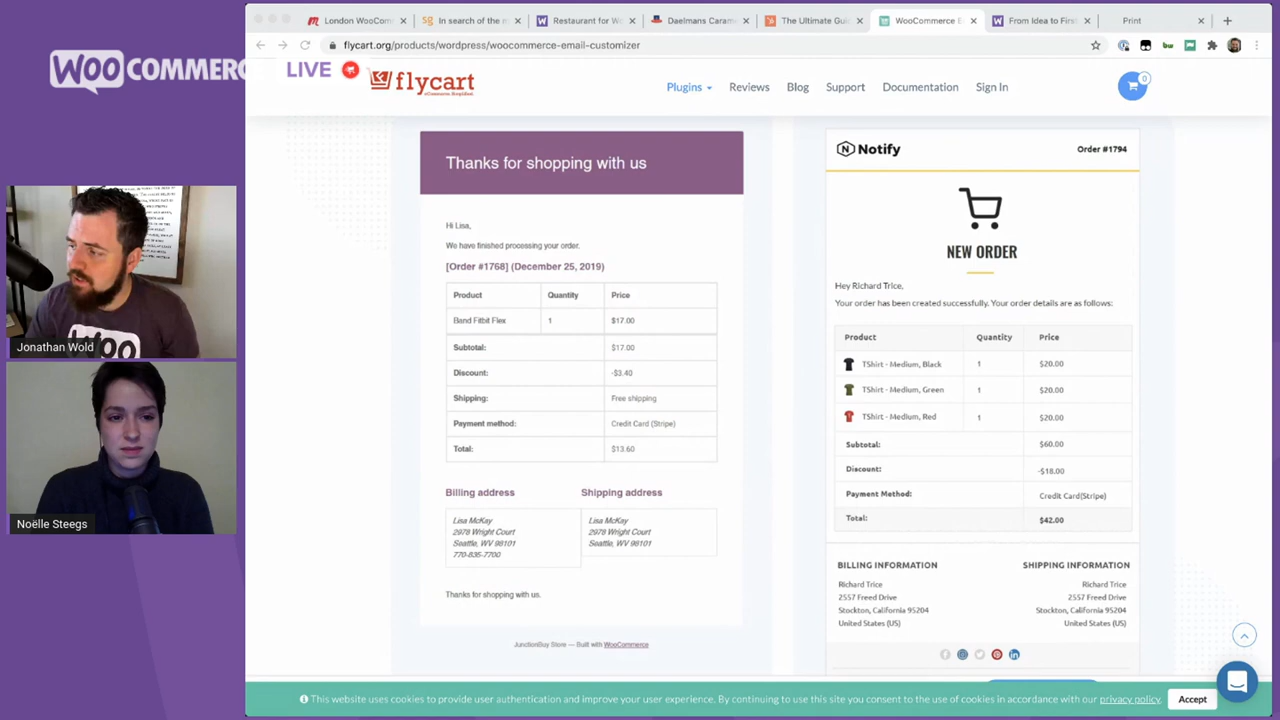 London WooComm
In search of the m
Restaurant for Wo
Daelmans Caram
The Ultimate Gui
WooCommerce E
From Idea to First
Print
flycart.org/products/wordpress/woocommerce-email-customizer
WOOCOMMERC
LIVE
flycart
Plugins
Reviews
Blog
Support
Documentation
Sign In
0
Thanks for shopping with us
Hi Lisa,
We have finished processing your order.
[Order #1768] (December 25, 2019)
Product Quantity Price
Band Fitbit Flex 1 $17.00
Subtotal: $17.00
Discount: -$3.40
Shipping: Free shipping
Payment method: Credit Card (Stripe)
Total: $13.60
Billing address Shipping address
Lisa McKay Lisa McKay
2978 Wright Court 2978 Wright Court
Seattle, WV 98101 Seattle, WV 98101
770-835-7700
Thanks for shopping with us.
JunctionBuy Store — Built with WooCommerce
N Notify Order #1794
NEW ORDER
Hey Richard Trice,
Your order has been created successfully. Your order details are as follows:
Product Quantity Price
TShirt - Medium, Black 1 $20.00
TShirt - Medium, Green 1 $20.00
TShirt - Medium, Red 1 $20.00
Subtotal: $60.00
Discount: -$18.00
Payment Method: Credit Card(Stripe)
Total: $42.00
BILLING INFORMATION SHIPPING INFORMATION
Richard Trice Richard Trice
2557 Freed Drive 2557 Freed Drive
Stockton, California 95204 Stockton, California 95204
United States (US) United States (US)
Woo
Jonathan Wold
Noëlle Steegs
This website uses cookies to provide user authentication and improve your user experience. By continuing to use this site you consent to the use of cookies in accordance with our privacy policy. Accept